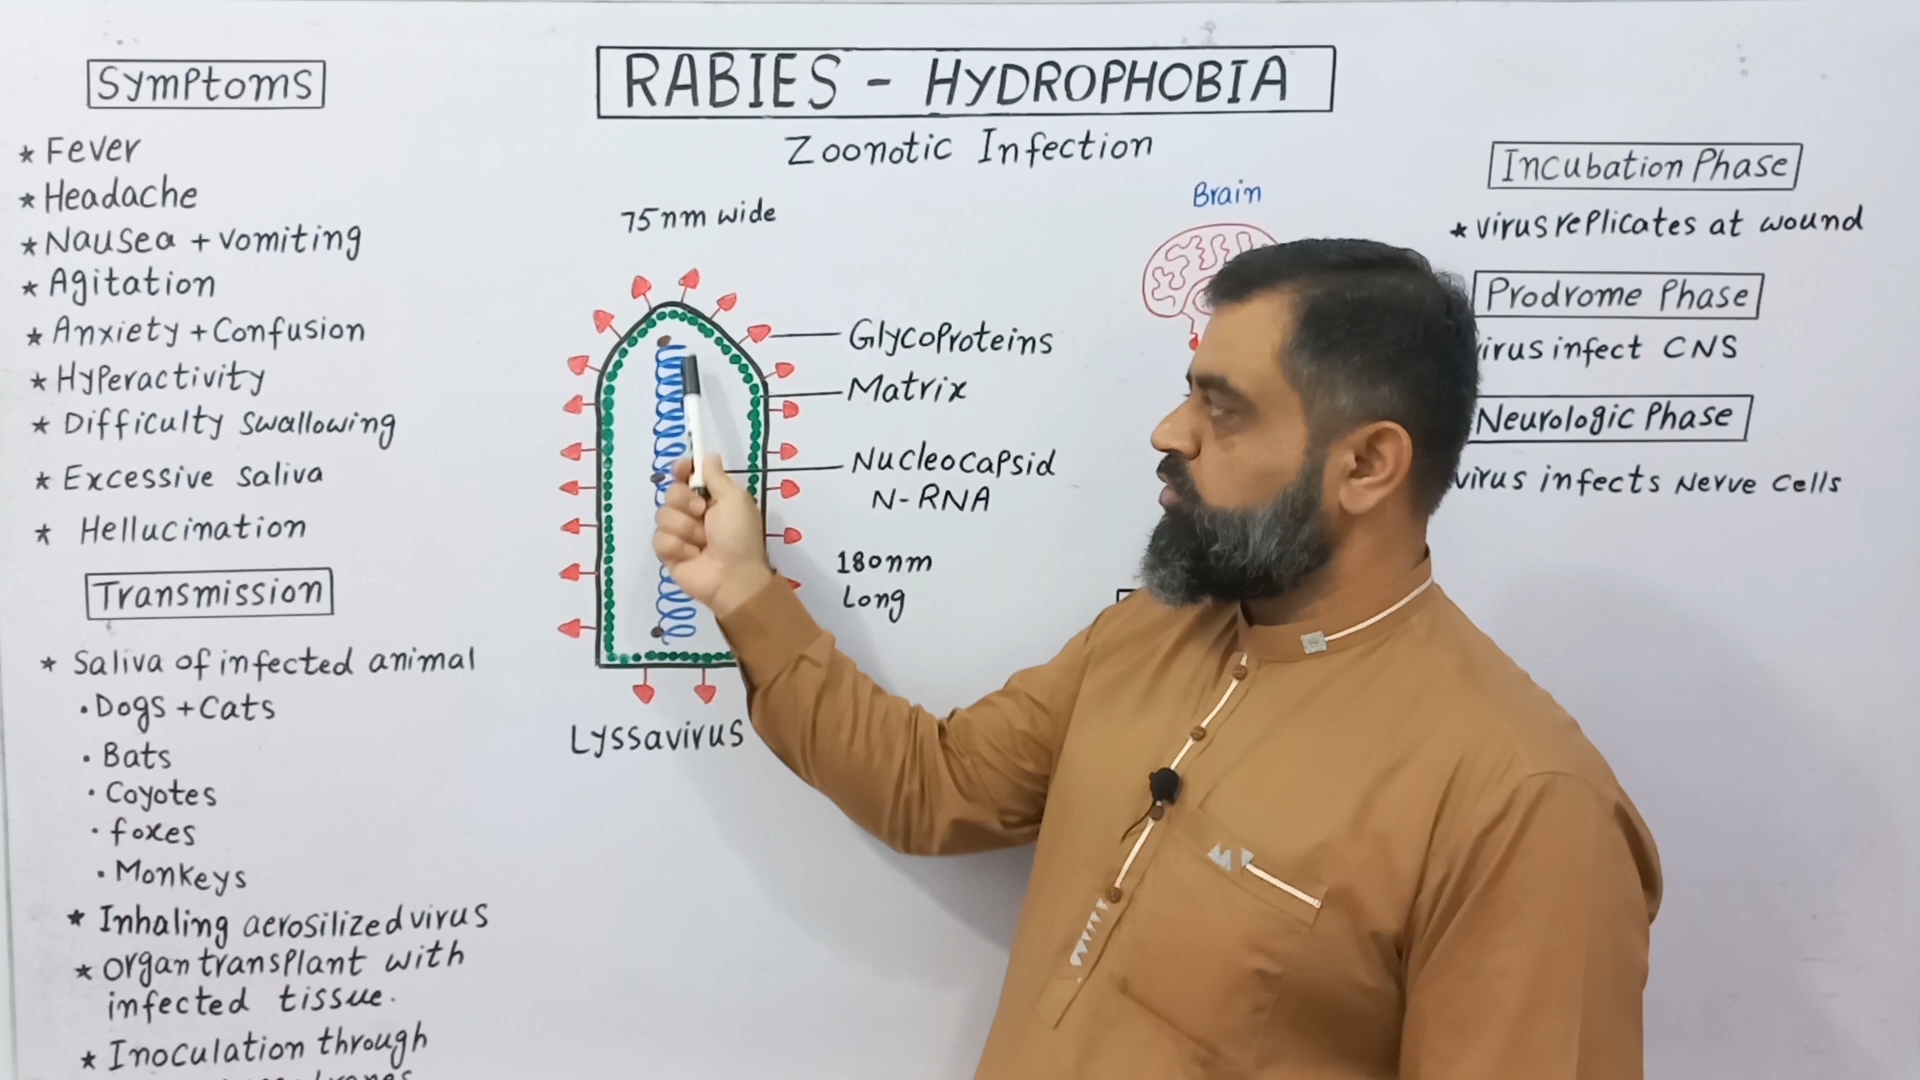 RABIES - HYDROPHOBIA
Zoonotic Infection
Symptoms
* Fever
* Headache
* Nausea + vomiting
* Agitation
* Anxiety + Confusion
* Hyperactivity
* Difficulty swallowing
* Excessive saliva
* Hellucination
Transmission
* Saliva of infected animal
• Dogs + Cats
• Bats
• Coyotes
• foxes
• Monkeys
* Inhaling aerosilized virus
* organ transplant with
infected tissue.
* Inoculation through
75nm wide
Glycoproteins
Matrix
Nucleocapsid
N-RNA
180nm
Long
Lyssavirus
Brain
Incubation Phase
* virus replicates at wound
Prodrome Phase
irus infect CNS
Neurologic Phase
virus infects Nerve cells